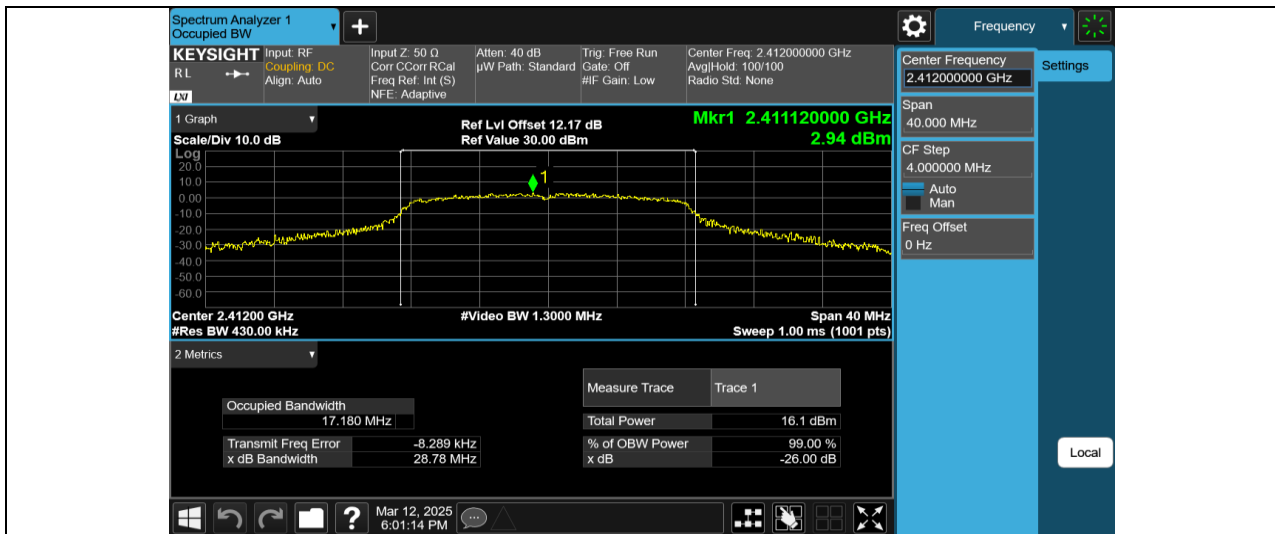 Spectrum Analyzer 1
Occupied BW
Frequency
KEYSIGHT
R L
LXI
Input: RF
Coupling: DC
Align: Auto
Input Z: 50 Ω
Corr CCorr RCal
Freq Ref: Int (S)
NFE: Adaptive
Atten: 40 dB
µW Path: Standard
Trig: Free Run
Gate: Off
#IF Gain: Low
Center Freq: 2.412000000 GHz
Avg|Hold: 100/100
Radio Std: None
Center Frequency
2.412000000 GHz
Settings
Span
40.000 MHz
CF Step
4.000000 MHz
Auto
Man
Freq Offset
0 Hz
Local
1 Graph
Scale/Div 10.0 dB
Ref Lvl Offset 12.17 dB
Ref Value 30.00 dBm
Mkr1 2.411120000 GHz
2.94 dBm
Log
20.0
10.0
0.00
-10.0
-20.0
-30.0
-40.0
-50.0
-60.0
1
Center 2.41200 GHz
#Res BW 430.00 kHz
#Video BW 1.3000 MHz
Span 40 MHz
Sweep 1.00 ms (1001 pts)
2 Metrics
Measure Trace Trace 1
Occupied Bandwidth
17.180 MHz
Total Power 16.1 dBm
Transmit Freq Error -8.289 kHz
% of OBW Power 99.00 %
x dB Bandwidth 28.78 MHz
x dB -26.00 dB
Mar 12, 2025
6:01:14 PM